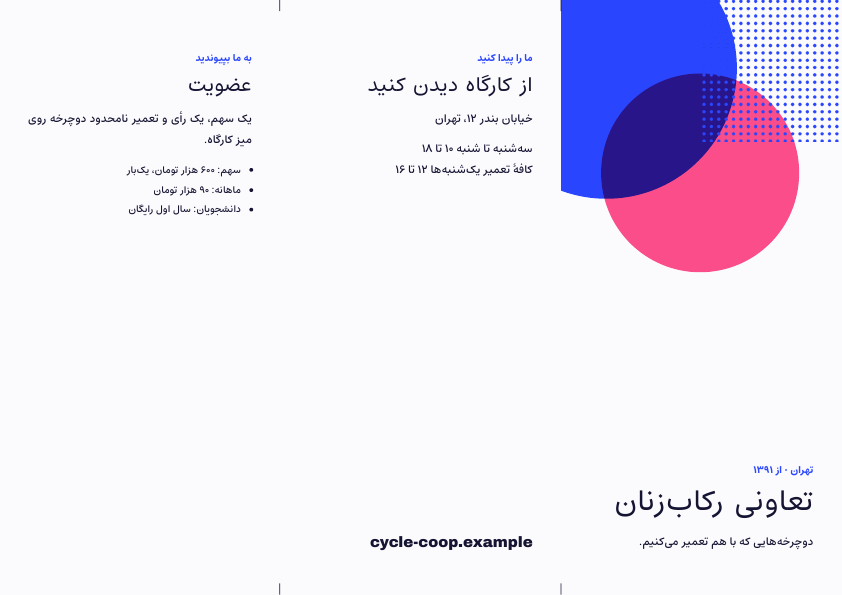 تهران · از ۱۳۹۱
تعاونی رکاب‌زنان
دوچرخه‌هایی که با هم تعمیر می‌کنیم.
ما را پیدا کنید
از کارگاه دیدن کنید
خیابان بندر ۱۲، تهران
سه‌شنبه تا شنبه ۱۰ تا ۱۸
کافهٔ تعمیر یک‌شنبه‌ها ۱۲ تا ۱۶
cycle-coop.example
به ما بپیوندید
عضویت
یک سهم، یک رأی و تعمیر نامحدود دوچرخه روی
میز کارگاه.
• سهم: ۶۰۰ هزار تومان، یک‌بار
• ماهانه: ۹۰ هزار تومان
• دانشجویان: سال اول رایگان